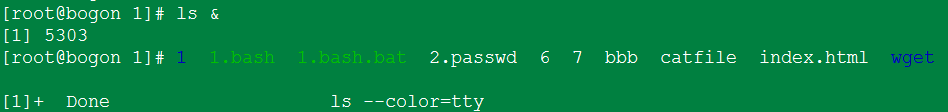 [root@bogon 1]# ls &
[1] 5303
[root@bogon 1]# 1 1.bash 1.bash.bat 2.passwd 6 7 bbb catfile index.html wget
[1]+ Done ls --color=tty